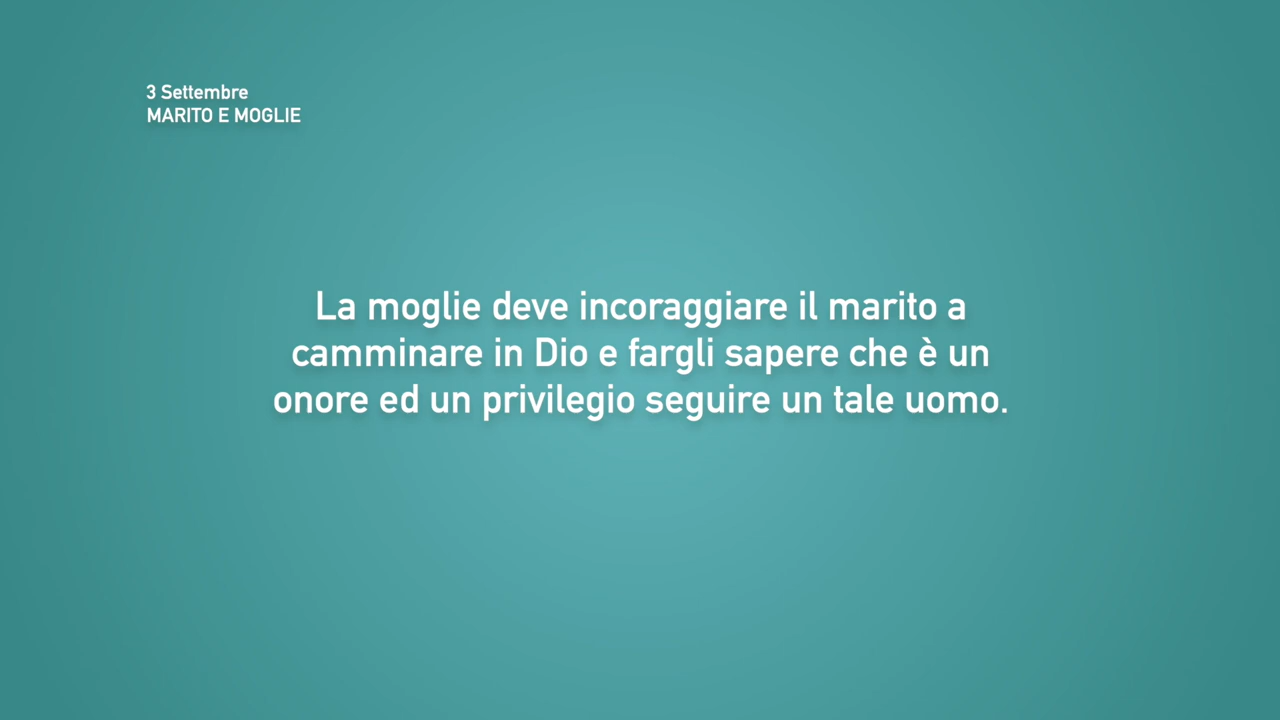 3 Settembre
MARITO E MOGLIE
La moglie deve incoraggiare il marito a
camminare in Dio e fargli sapere che è un
onore ed un privilegio seguire un tale uomo.